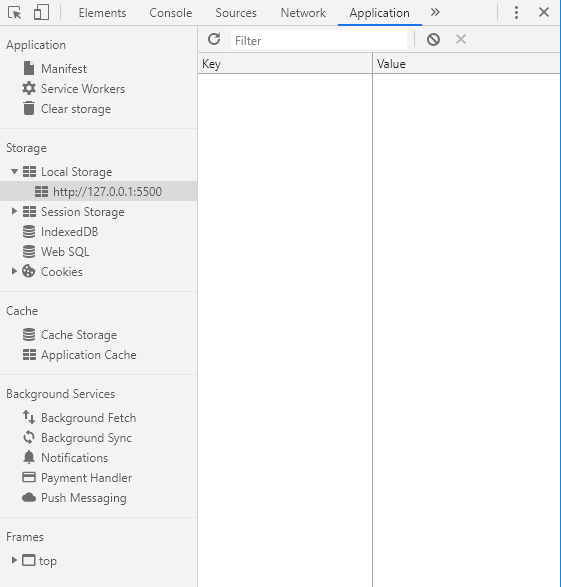 Elements Console Sources Network Application
Application
Manifest
Service Workers
Clear storage
Storage
Local Storage
http://127.0.0.1:5500
Session Storage
IndexedDB
Web SQL
Cookies
Cache
Cache Storage
Application Cache
Background Services
Background Fetch
Background Sync
Notifications
Payment Handler
Push Messaging
Frames
top
Filter
Key Value